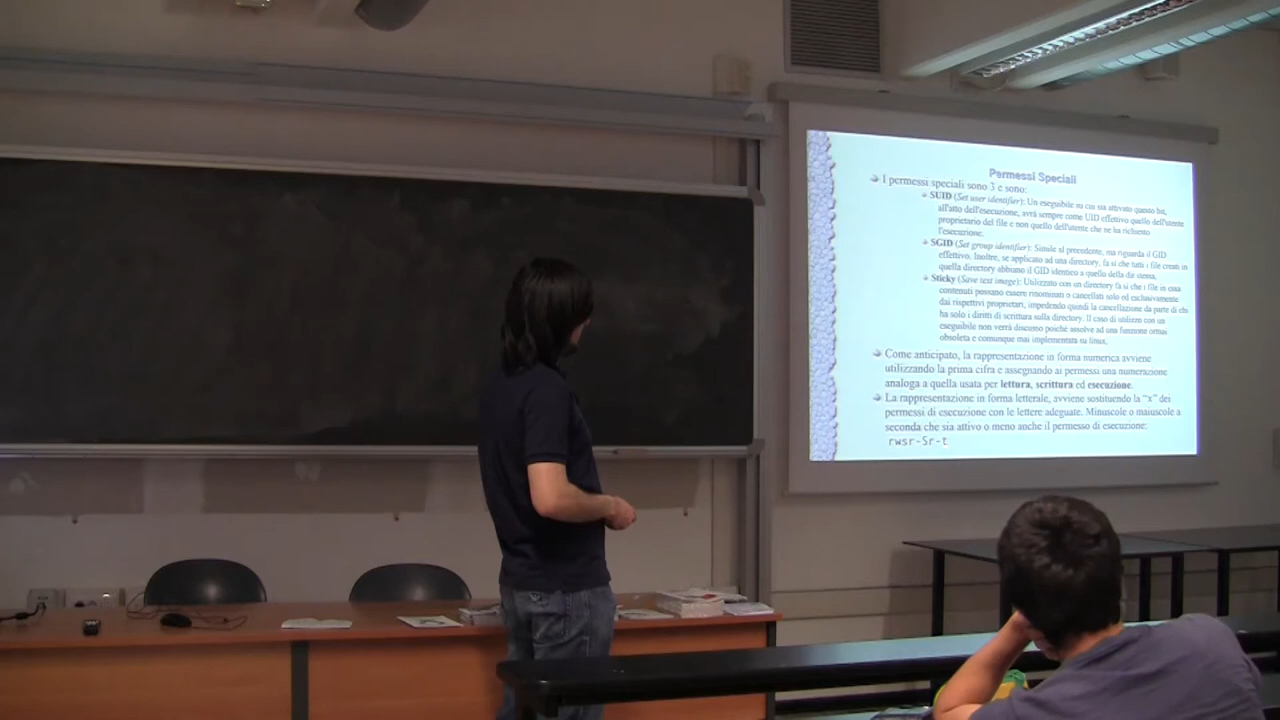 Permessi Speciali
I permessi speciali sono 3 e sono:
SUID (Set user identifier): Un eseguibile su cui sia attivato questo bit,
all'atto dell'esecuzione, avrà sempre come UID effettivo quello dell'utente
proprietario del file e non quello dell'utente che ne ha richiesto
l'esecuzione.
SGID (Set group identifier): Simile al precedente, ma riguarda il GID
effettivo. Inoltre, se applicato ad una directory, fa sì che tutti i file creati in
quella directory abbiano il GID identico a quello della dir stessa.
Sticky (Save text image): Utilizzato con un directory fa sì che i file in essa
contenuti possano essere rinominati o cancellati solo ed esclusivamente
dai rispettivi proprietari, impedendo quindi la cancellazione da parte di chi
ha solo i diritti di scrittura sulla directory. Il caso di utilizzo con un
eseguibile non verrà discusso poiché assolve ad una funzione ormai
obsoleta e comunque mai implementata su linux.
Come anticipato, la rappresentazione in forma numerica avviene
utilizzando la prima cifra e assegnando ai permessi una numerazione
analoga a quella usata per lettura, scrittura ed esecuzione.
La rappresentazione in forma letterale, avviene sostituendo la "x" dei
permessi di esecuzione con le lettere adeguate. Minuscole o maiuscole a
seconda che sia attivo o meno anche il permesso di esecuzione:
rwsr-Sr-t